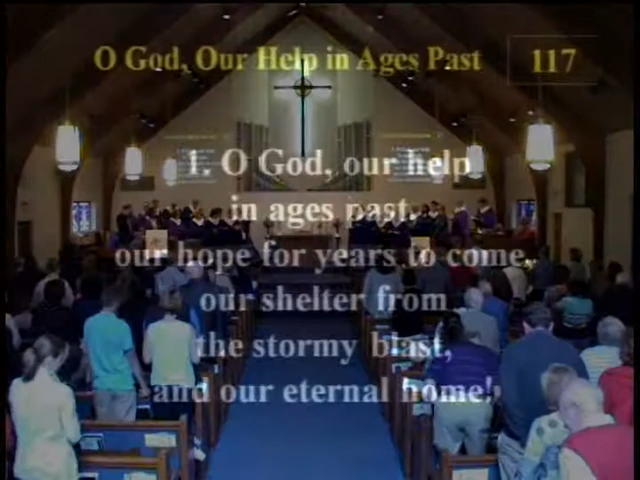 O God, Our Help in Ages Past
117
1. O God, our help
in ages past,
our hope for years to come,
our shelter from
the stormy blast,
and our eternal home!